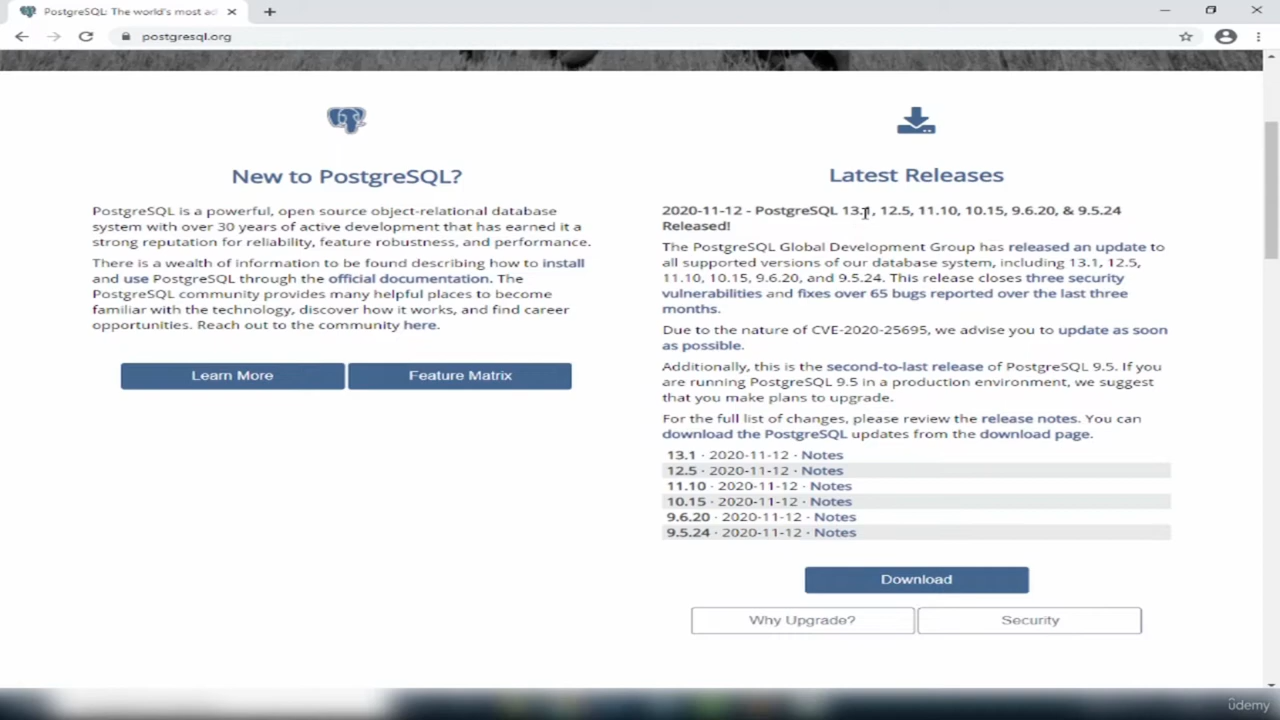 PostgreSQL: The world's most ad
postgresql.org
New to PostgreSQL?
PostgreSQL is a powerful, open source object-relational database
system with over 30 years of active development that has earned it a
strong reputation for reliability, feature robustness, and performance.
There is a wealth of information to be found describing how to install
and use PostgreSQL through the official documentation. The
PostgreSQL community provides many helpful places to become
familiar with the technology, discover how it works, and find career
opportunities. Reach out to the community here.
Learn More
Feature Matrix
Latest Releases
2020-11-12 - PostgreSQL 13.1, 12.5, 11.10, 10.15, 9.6.20, & 9.5.24
Released!
The PostgreSQL Global Development Group has released an update to
all supported versions of our database system, including 13.1, 12.5,
11.10, 10.15, 9.6.20, and 9.5.24. This release closes three security
vulnerabilities and fixes over 65 bugs reported over the last three
months.
Due to the nature of CVE-2020-25695, we advise you to update as soon
as possible.
Additionally, this is the second-to-last release of PostgreSQL 9.5. If you
are running PostgreSQL 9.5 in a production environment, we suggest
that you make plans to upgrade.
For the full list of changes, please review the release notes. You can
download the PostgreSQL updates from the download page.
13.1 · 2020-11-12 · Notes
12.5 · 2020-11-12 · Notes
11.10 · 2020-11-12 · Notes
10.15 · 2020-11-12 · Notes
9.6.20 · 2020-11-12 · Notes
9.5.24 · 2020-11-12 · Notes
Download
Why Upgrade?
Security
ûdemy